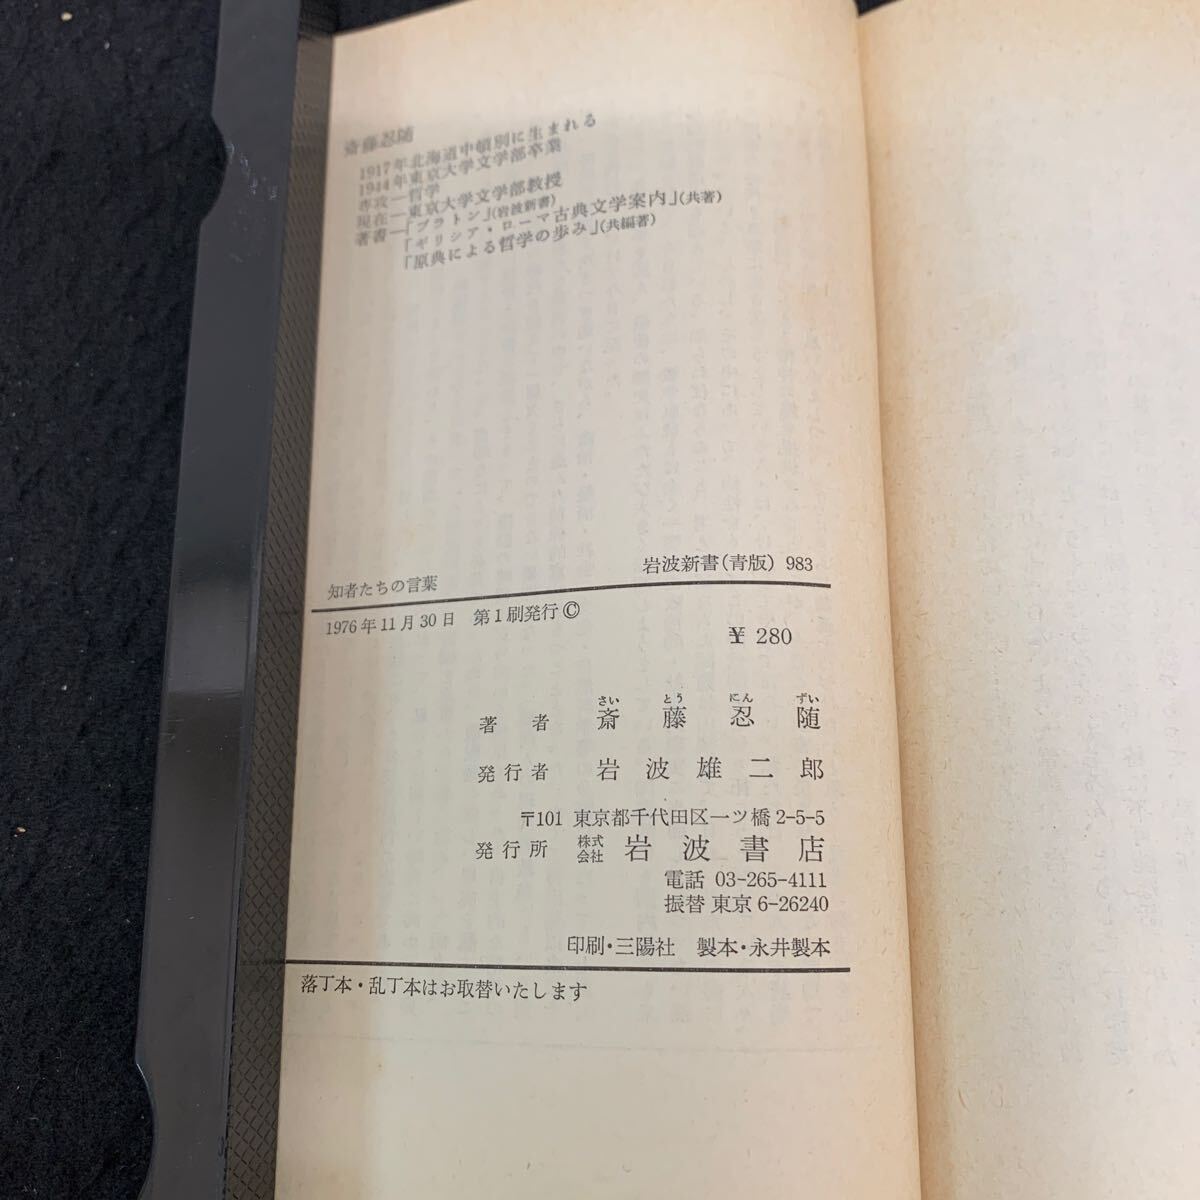 斎藤忍随
1917年北海道中頓別に生まれる
1944年東京大学文学部卒業
専攻―哲学
現在―東京大学文学部教授
著書―「プラトン」(岩波新書)
「ギリシア・ローマ古典文学案内」(共著)
「原典による哲学の歩み」(共編著)
知者たちの言葉
岩波新書(青版) 983
1976年11月30日 第1刷発行©
¥ 280
さい とう にん ずい
著者 斎藤忍随
発行者 岩波雄二郎
〒101 東京都千代田区一ツ橋2-5-5
発行所 株式会社 岩波書店
電話 03-265-4111
振替 東京6-26240
印刷・三陽社 製本・永井製本
落丁本・乱丁本はお取替いたします